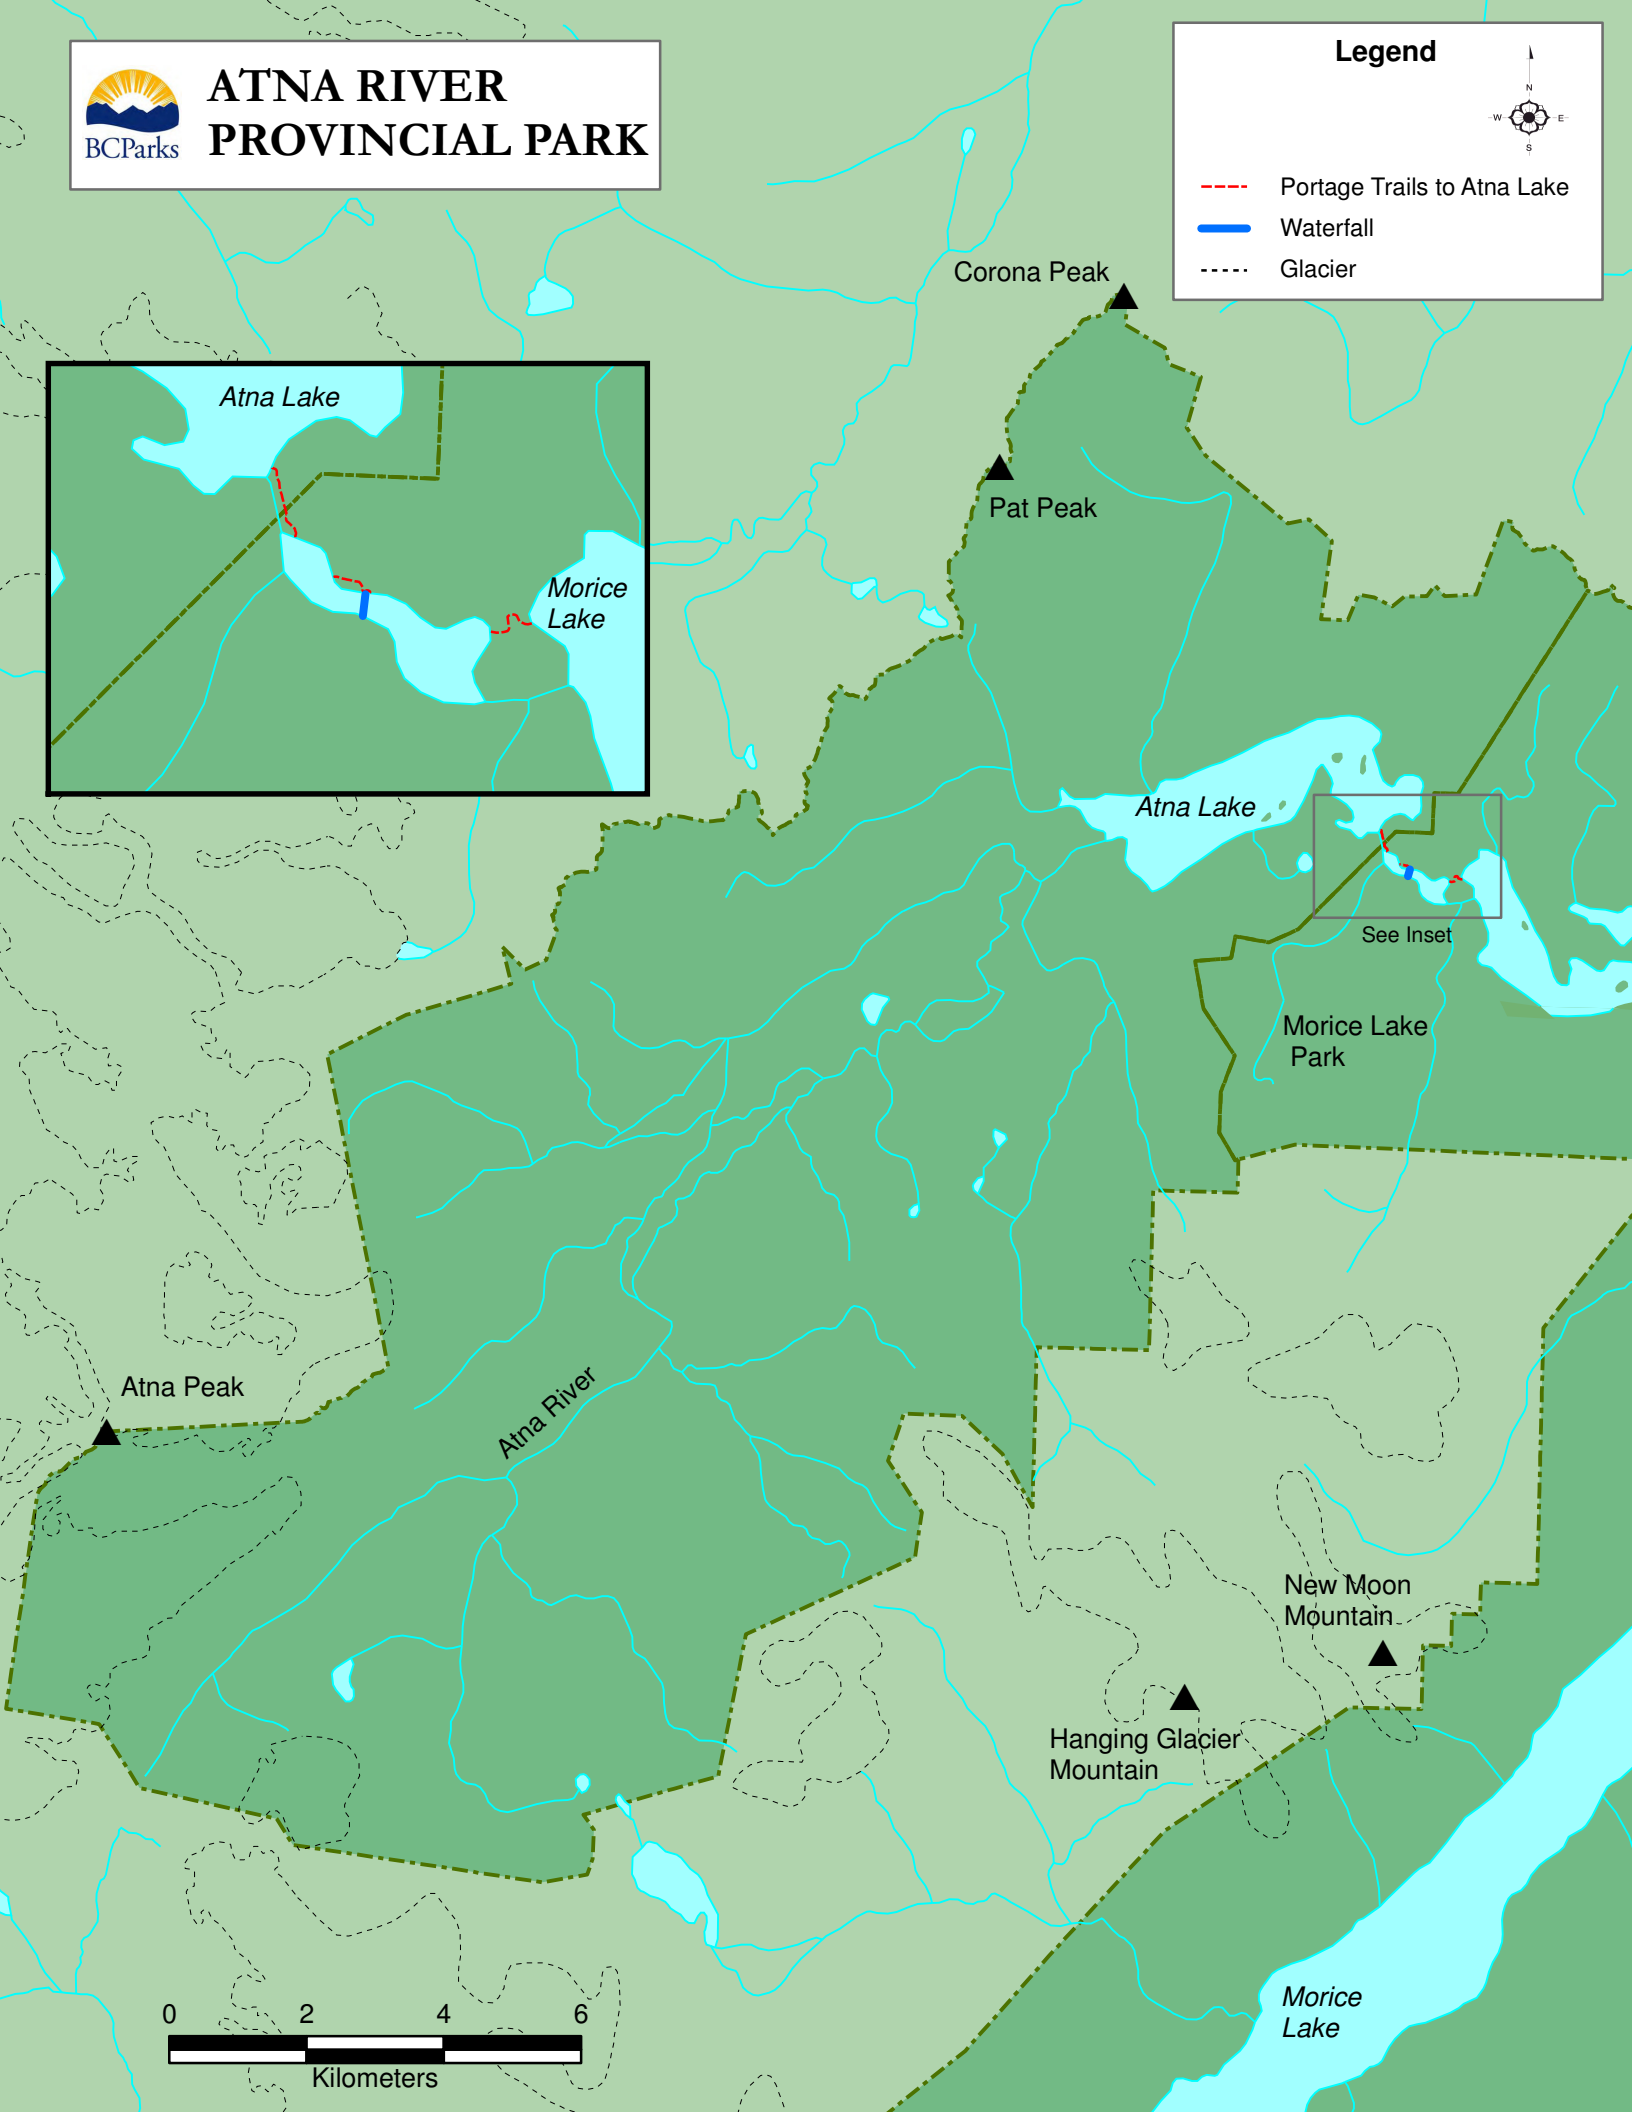 BCParks
ATNA RIVER
PROVINCIAL PARK
Legend
N
W
E
S
Portage Trails to Atna Lake
Waterfall
Glacier
Corona Peak
Pat Peak
Atna Lake
Morice
Lake
Atna Lake
See Inset
Morice Lake
Park
Atna Peak
Atna River
New Moon
Mountain
Hanging Glacier
Mountain
Morice
Lake
0 2 4 6
Kilometers